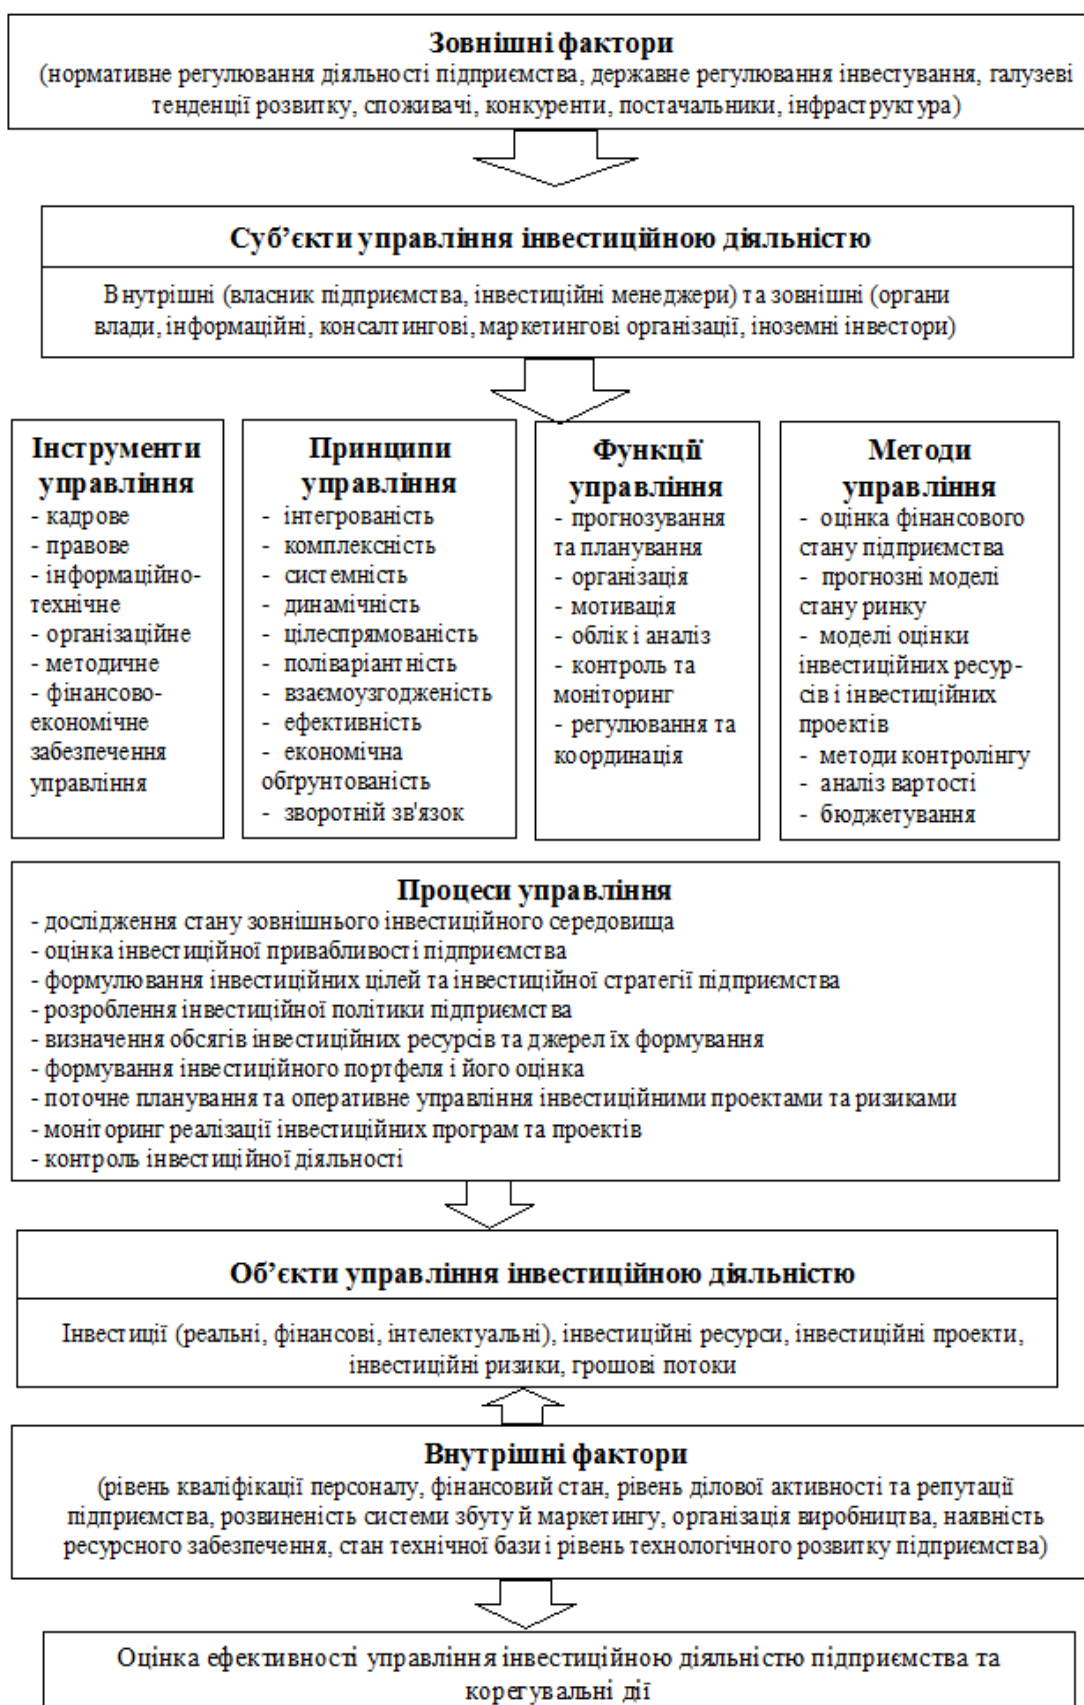 Зовнішні фактори
(нормативне регулювання діяльності підприємства, державне регулювання інвестування, галузеві
тенденції розвитку, споживачі, конкуренти, постачальники, інфраструктура)
Суб’єкти управління інвестиційною діяльністю
Внутрішні (власник підприємства, інвестиційні менеджери) та зовнішні (органи
влади, інформаційні, консалтингові, маркетингові організації, іноземні інвестори)
Інструменти
управління
- кадрове
- правове
- інформаційно-
технічне
- організаційне
- методичне
- фінансово-
економічне
забезпечення
управління
Принципи
управління
- інтегрованість
- комплексність
- системність
- динамічність
- цілеспрямованість
- поліваріантність
- взаємоузгодженість
- ефективність
- економічна
обґрунтованість
- зворотній зв'язок
Функції
управління
- прогнозування
та планування
- організація
- мотивація
- облік і аналіз
- контроль та
моніторинг
- регулювання та
координація
Методи
управління
- оцінка фінансового
стану підприємства
- прогнозні моделі
стану ринку
- моделі оцінки
інвестиційних ресур-
сів і інвестиційних
проектів
- методи контролінгу
- аналіз вартості
- бюджетування
Процеси управління
- дослідження стану зовнішнього інвестиційного середовища
- оцінка інвестиційної привабливості підприємства
- формулювання інвестиційних цілей та інвестиційної стратегії підприємства
- розроблення інвестиційної політики підприємства
- визначення обсягів інвестиційних ресурсів та джерел їх формування
- формування інвестиційного портфеля і його оцінка
- поточне планування та оперативне управління інвестиційними проектами та ризиками
- моніторинг реалізації інвестиційних програм та проектів
- контроль інвестиційної діяльності
Об’єкти управління інвестиційною діяльністю
Інвестиції (реальні, фінансові, інтелектуальні), інвестиційні ресурси, інвестиційні проекти,
інвестиційні ризики, грошові потоки
Внутрішні фактори
(рівень кваліфікації персоналу, фінансовий стан, рівень ділової активності та репутації
підприємства, розвиненість системи збуту й маркетингу, організація виробництва, наявність
ресурсного забезпечення, стан технічної бази і рівень технологічного розвитку підприємства)
Оцінка ефективності управління інвестиційною діяльністю підприємства та
корегувальні дії